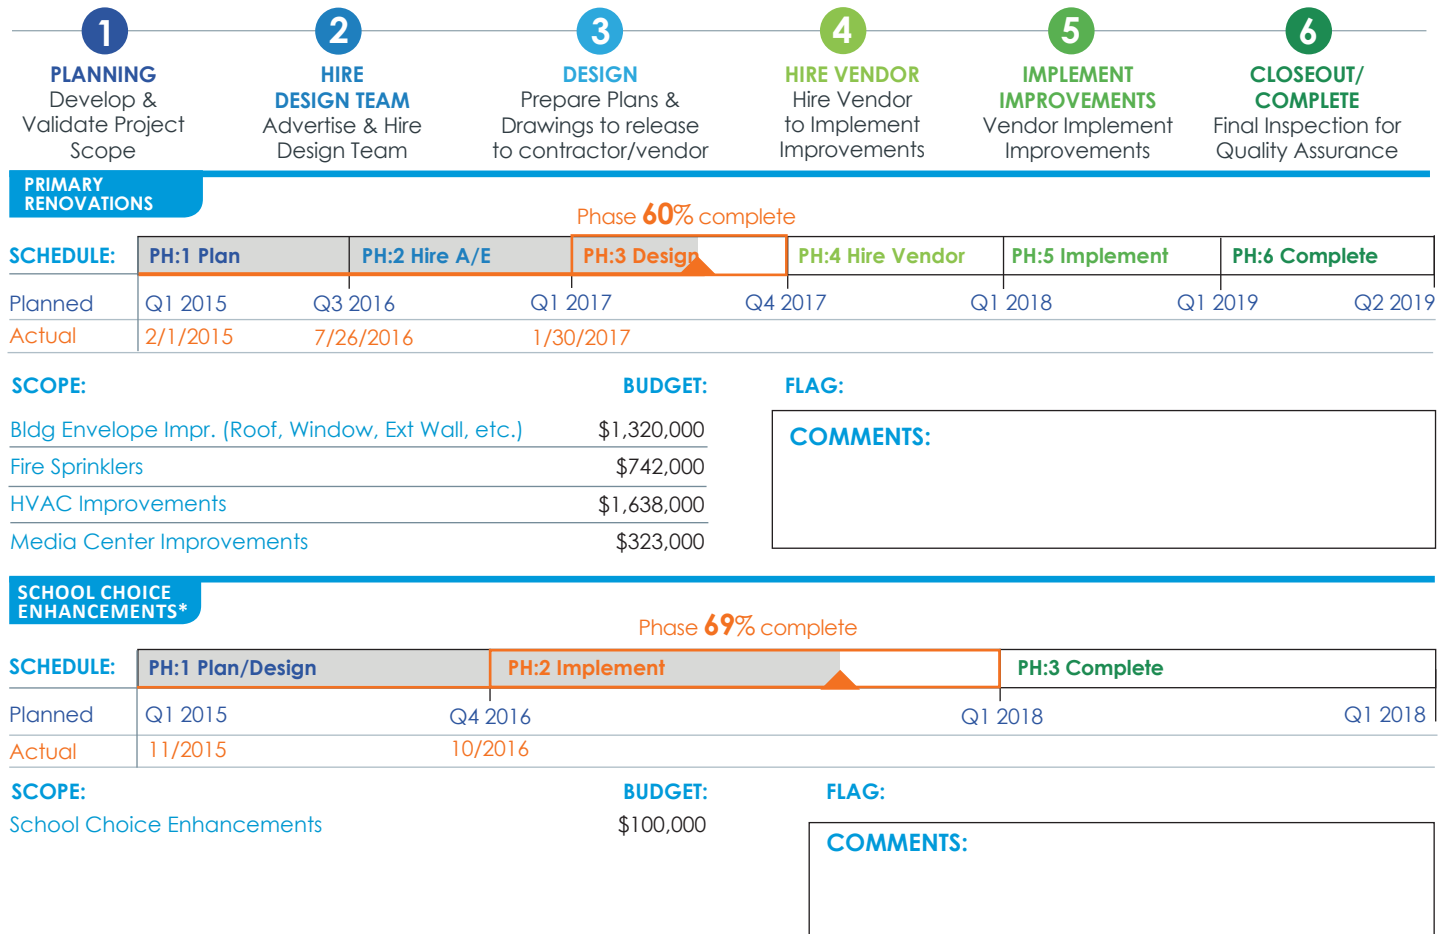 1 2 3 4 5 6
PLANNING
Develop &
Validate Project
Scope
HIRE
DESIGN TEAM
Advertise & Hire
Design Team
DESIGN
Prepare Plans &
Drawings to release
to contractor/vendor
HIRE VENDOR
Hire Vendor
to Implement
Improvements
IMPLEMENT
IMPROVEMENTS
Vendor Implement
Improvements
CLOSEOUT/
COMPLETE
Final Inspection for
Quality Assurance
PRIMARY
RENOVATIONS
Phase 60% complete
SCHEDULE: PH:1 Plan PH:2 Hire A/E PH:3 Design PH:4 Hire Vendor PH:5 Implement PH:6 Complete
Planned Q1 2015 Q3 2016 Q1 2017 Q4 2017 Q1 2018 Q1 2019 Q2 2019
Actual 2/1/2015 7/26/2016 1/30/2017
SCOPE: BUDGET: FLAG:
Bldg Envelope Impr. (Roof, Window, Ext Wall, etc.) $1,320,000
Fire Sprinklers $742,000
HVAC Improvements $1,638,000
Media Center Improvements $323,000
COMMENTS:
SCHOOL CHOICE
ENHANCEMENTS*
Phase 69% complete
SCHEDULE: PH:1 Plan/Design PH:2 Implement PH:3 Complete
Planned Q1 2015 Q4 2016 Q1 2018 Q1 2018
Actual 11/2015 10/2016
SCOPE: BUDGET: FLAG:
School Choice Enhancements $100,000
COMMENTS: